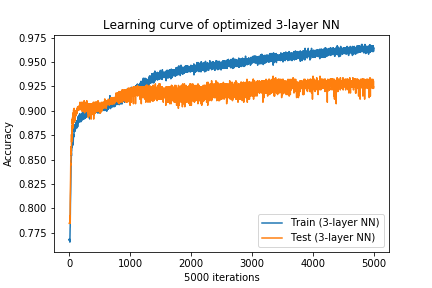 Learning curve of optimized 3-layer NN
0.975
0.950
0.925
0.900
0.875
0.850
0.825
0.800
0.775
Accuracy
Train (3-layer NN)
Test (3-layer NN)
0 1000 2000 3000 4000 5000
5000 iterations